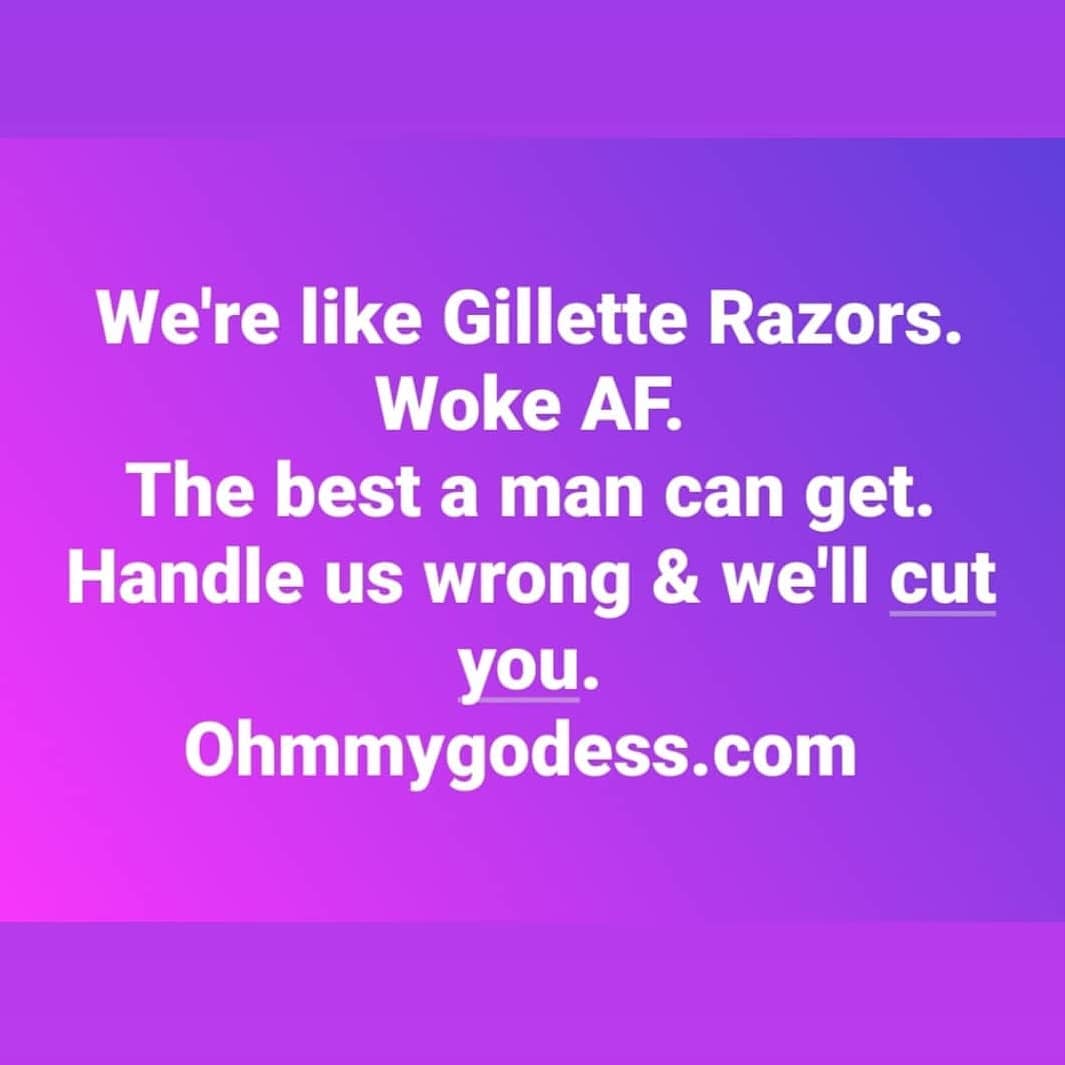 We're like Gillette Razors.
Woke AF.
The best a man can get.
Handle us wrong & we'll cut
you.
Ohmmygodess.com